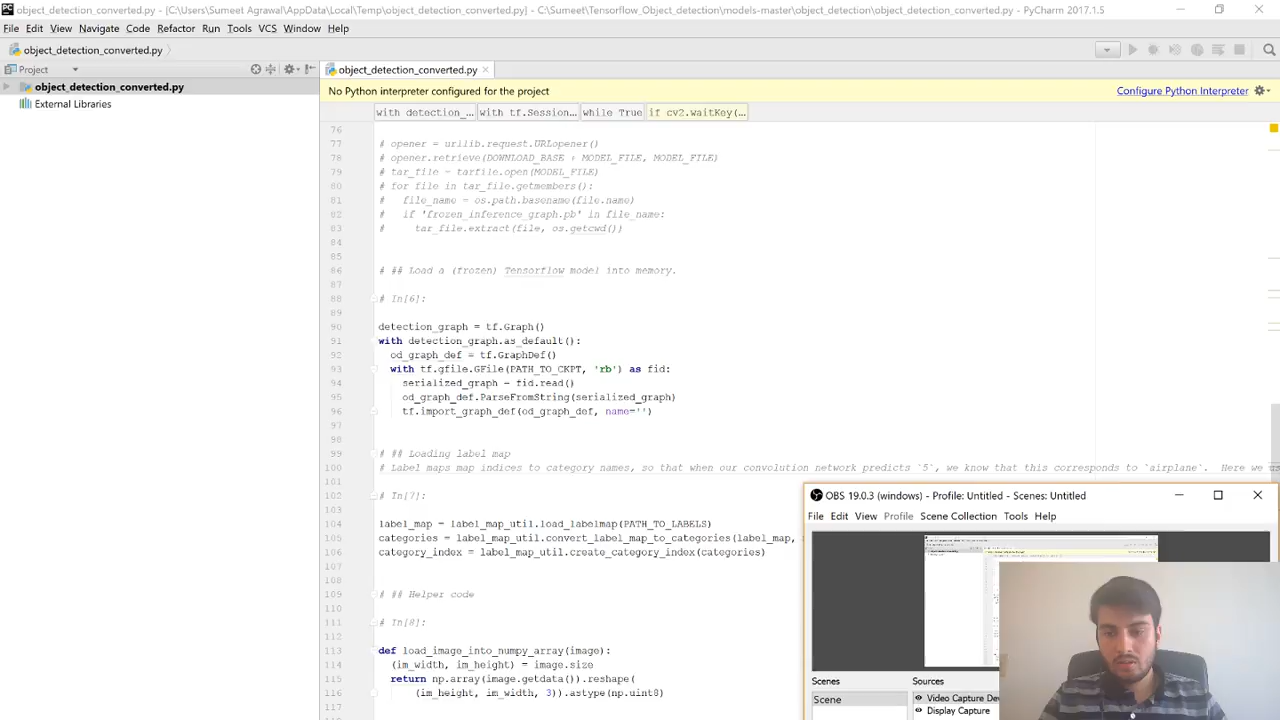 object_detection_converted.py - [C:\Users\Sumeet Agrawal\AppData\Local\Temp\object_detection_converted.py] - C:\Sumeet\Tensorflow_Object_detection\models-master\object_detection\object_detection_converted.py - PyCharm 2017.1.5
File Edit View Navigate Code Refactor Run Tools VCS Window Help
object_detection_converted.py
Project
object_detection_converted.py
object_detection_converted.py
External Libraries
No Python interpreter configured for the project
Configure Python Interpreter
with detection_... with tf.Session... while True if cv2.waitKey(...
76
77 # opener = urllib.request.URLopener()
78 # opener.retrieve(DOWNLOAD_BASE + MODEL_FILE, MODEL_FILE)
79 # tar_file = tarfile.open(MODEL_FILE)
80 # for file in tar_file.getmembers():
81 # file_name = os.path.basename(file.name)
82 # if 'frozen_inference_graph.pb' in file_name:
83 # tar_file.extract(file, os.getcwd())
84
85
86 # ## Load a (frozen) Tensorflow model into memory.
87
88 # In[6]:
89
90 detection_graph = tf.Graph()
91 with detection_graph.as_default():
92 od_graph_def = tf.GraphDef()
93 with tf.gfile.GFile(PATH_TO_CKPT, 'rb') as fid:
94 serialized_graph = fid.read()
95 od_graph_def.ParseFromString(serialized_graph)
96 tf.import_graph_def(od_graph_def, name='')
97
98
99 # ## Loading label map
100 # Label maps map indices to category names, so that when our convolution network predicts `5`, we know that this corresponds to `airplane`. Here we us
101
102 # In[7]:
103
104 label_map = label_map_util.load_labelmap(PATH_TO_LABELS)
105 categories = label_map_util.convert_label_map_to_categories(label_map,
106 category_index = label_map_util.create_category_index(categories)
107
108
109 # ## Helper code
110
111 # In[8]:
112
113 def load_image_into_numpy_array(image):
114 (im_width, im_height) = image.size
115 return np.array(image.getdata()).reshape(
116 (im_height, im_width, 3)).astype(np.uint8)
OBS 19.0.3 (windows) - Profile: Untitled - Scenes: Untitled
File Edit View Profile Scene Collection Tools Help
Scenes Sources
Scene
Video Capture Dev
Display Capture